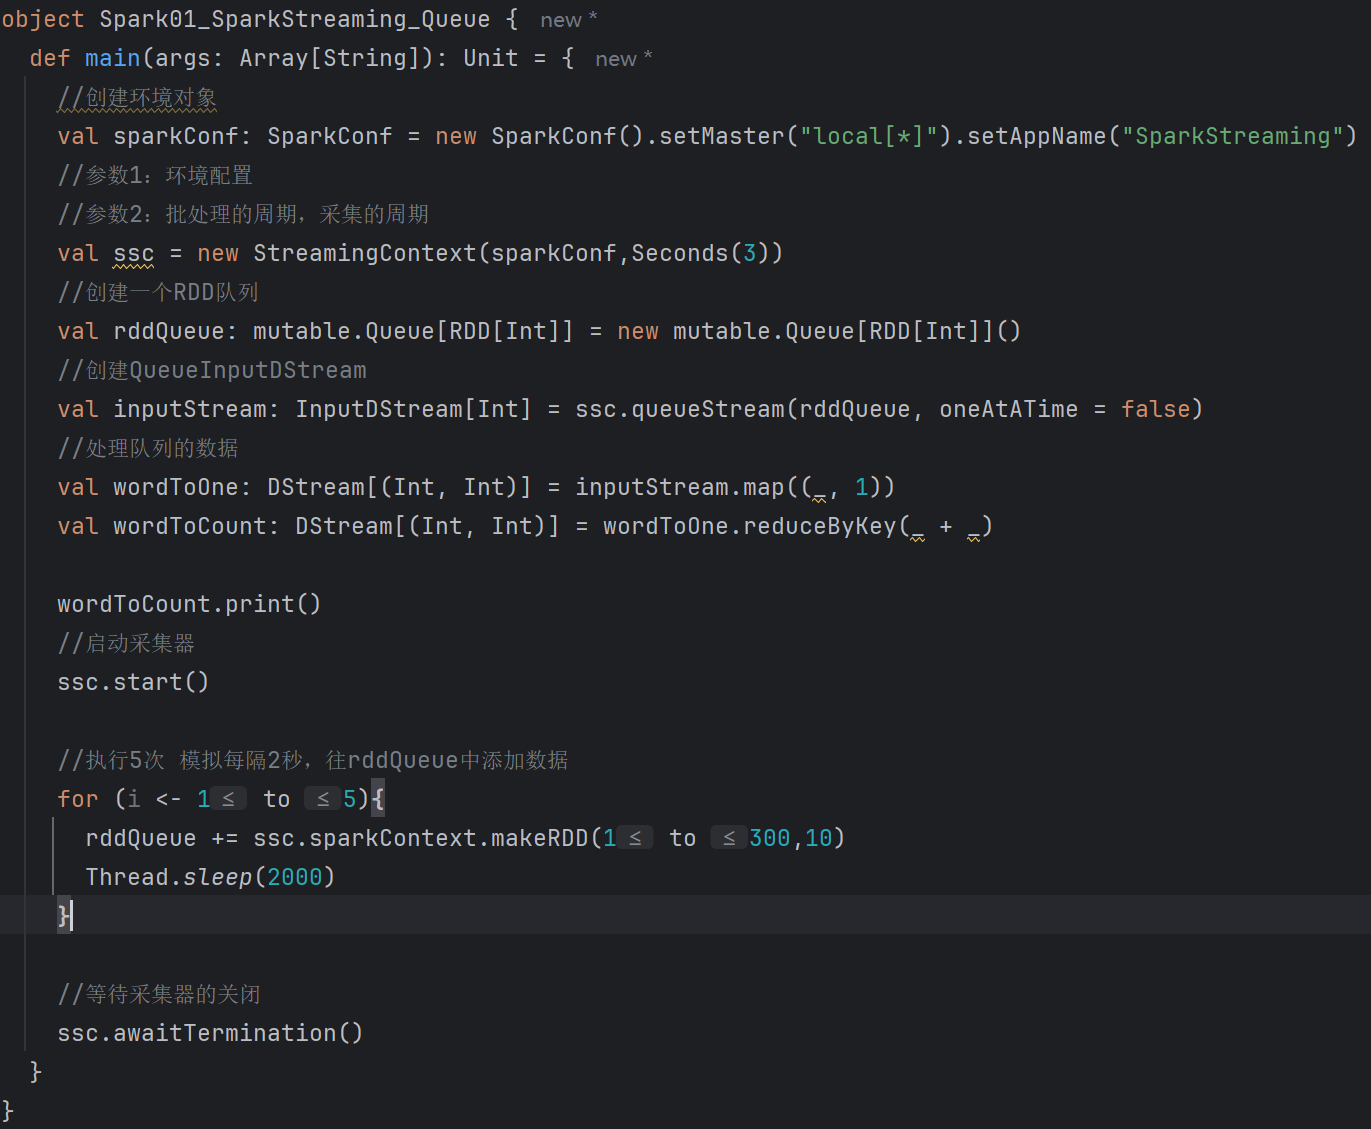 object Spark01_SparkStreaming_Queue {  new *
  def main(args: Array[String]): Unit = {  new *
    //创建环境对象
    val sparkConf: SparkConf = new SparkConf().setMaster("local[*]").setAppName("SparkStreaming")
    //参数1：环境配置
    //参数2：批处理的周期，采集的周期
    val ssc = new StreamingContext(sparkConf,Seconds(3))
    //创建一个RDD队列
    val rddQueue: mutable.Queue[RDD[Int]] = new mutable.Queue[RDD[Int]]()
    //创建QueueInputDStream
    val inputStream: InputDStream[Int] = ssc.queueStream(rddQueue, oneAtATime = false)
    //处理队列的数据
    val wordToOne: DStream[(Int, Int)] = inputStream.map((_, 1))
    val wordToCount: DStream[(Int, Int)] = wordToOne.reduceByKey(_ + _)
    wordToCount.print()
    //启动采集器
    ssc.start()
    //执行5次 模拟每隔2秒，往rddQueue中添加数据
    for (i <- 1 ≤ to ≤ 5){
      rddQueue += ssc.sparkContext.makeRDD(1 ≤ to ≤ 300,10)
      Thread.sleep(2000)
    }
    //等待采集器的关闭
    ssc.awaitTermination()
  }
}